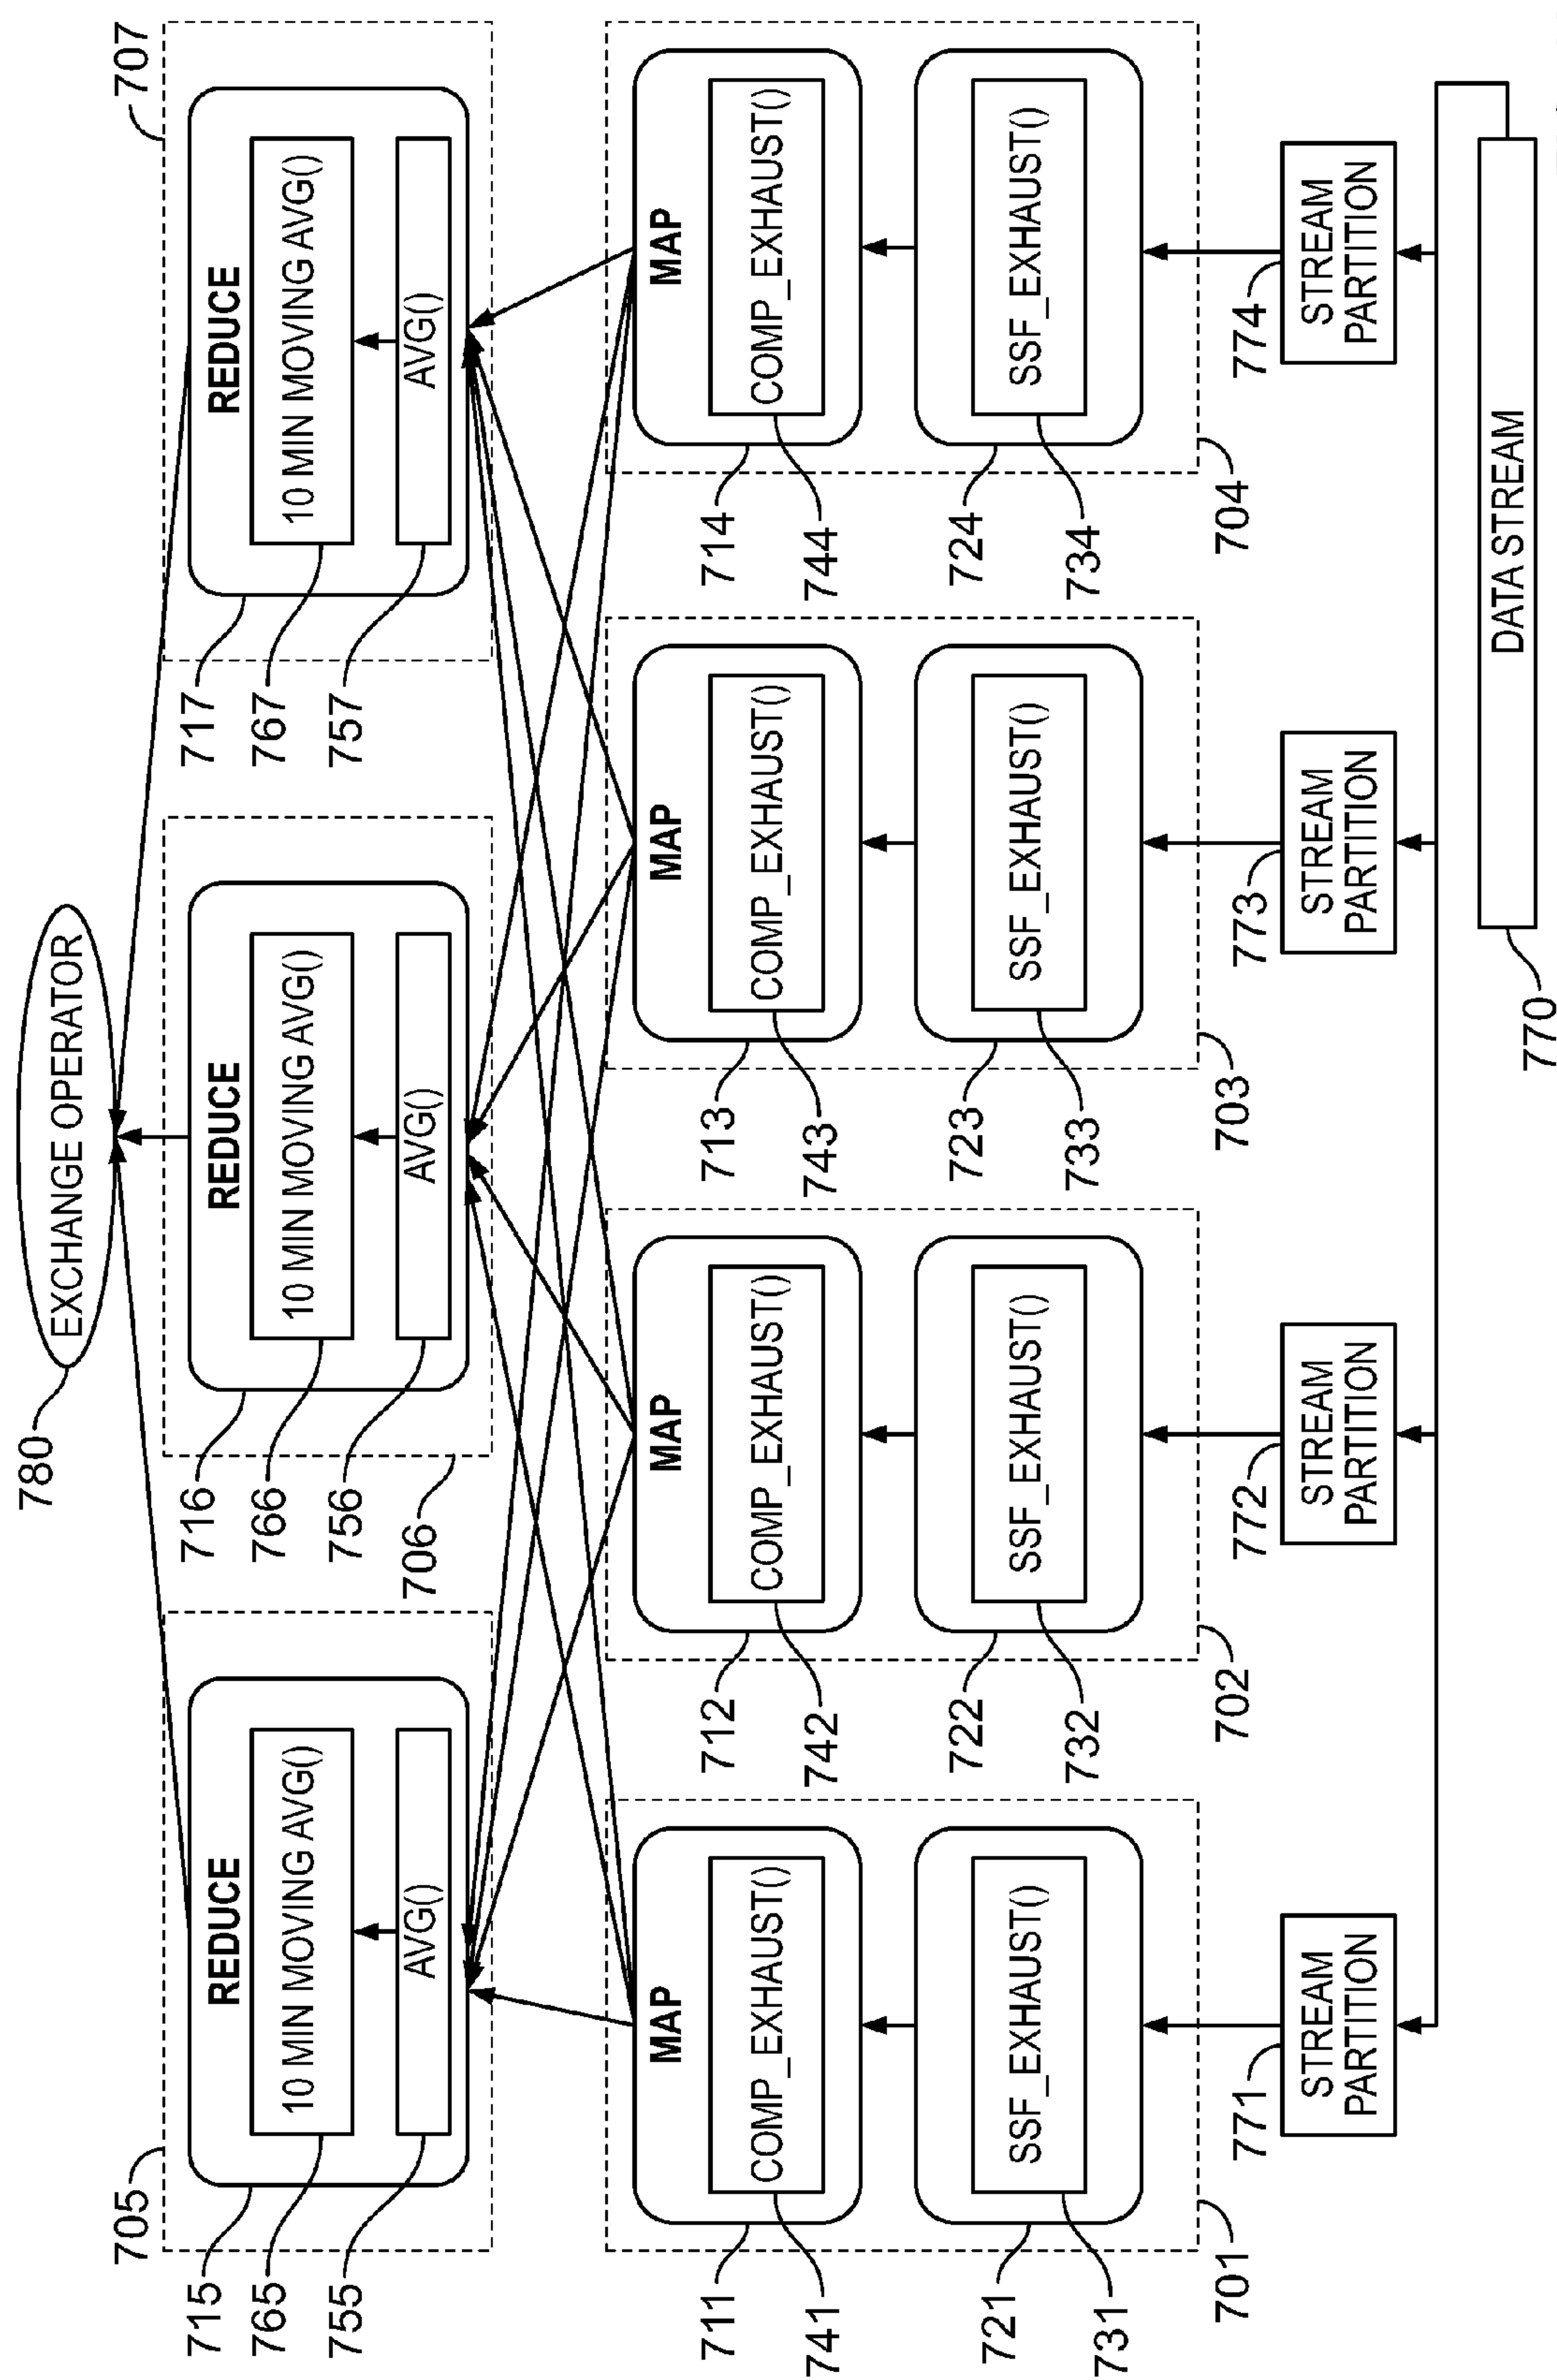 780
EXCHANGE OPERATOR
705
707
715
REDUCE
716
REDUCE
717
REDUCE
765
10 MIN MOVING AVG()
766
10 MIN MOVING AVG()
767
10 MIN MOVING AVG()
755
AVG()
756
AVG()
757
AVG()
706
MAP
MAP
MAP
MAP
711
712
713
714
COMP_EXHAUST()
COMP_EXHAUST()
COMP_EXHAUST()
COMP_EXHAUST()
741
742
743
744
721
722
723
724
SSF_EXHAUST()
SSF_EXHAUST()
SSF_EXHAUST()
SSF_EXHAUST()
731
732
733
734
701
702
703
704
771
772
773
774
STREAM
PARTITION
STREAM
PARTITION
STREAM
PARTITION
STREAM
PARTITION
DATA STREAM
770